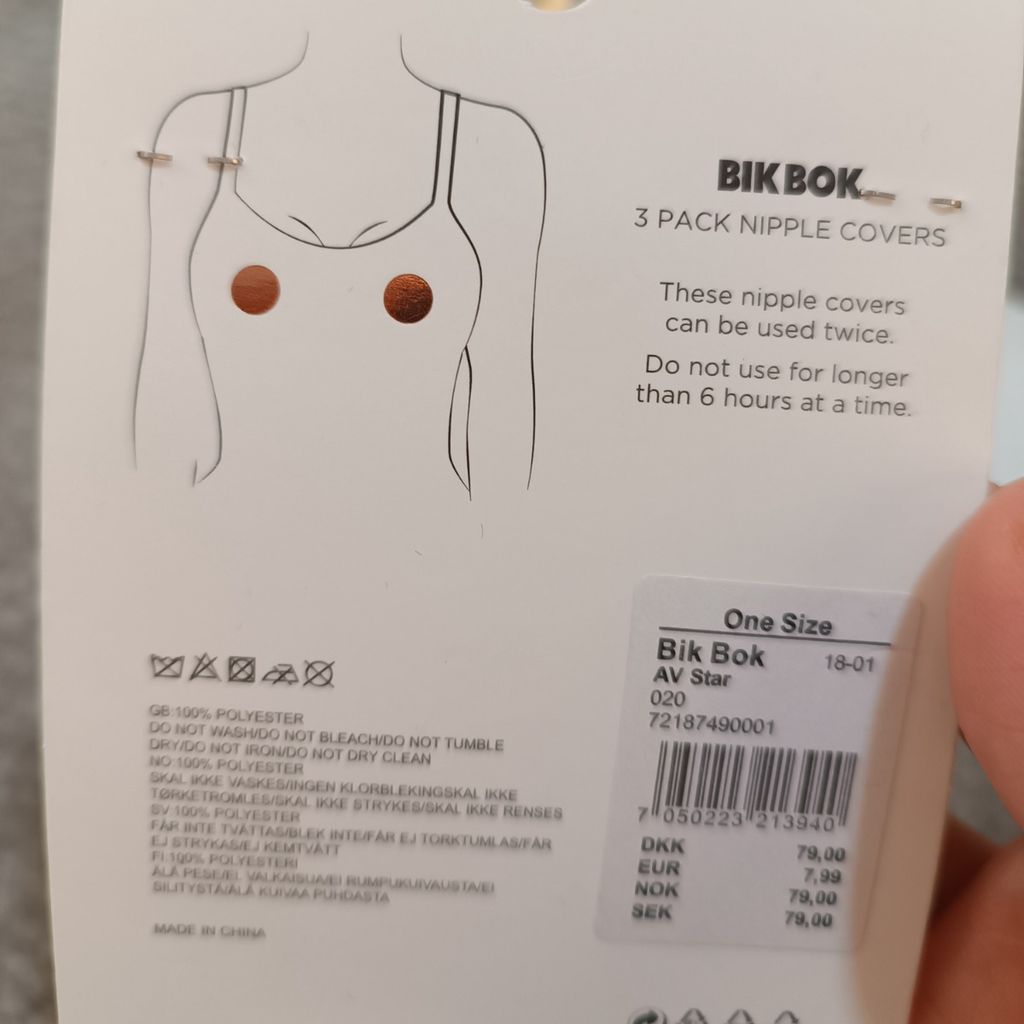 BIK BOK
3 PACK NIPPLE COVERS
These nipple covers
can be used twice.
Do not use for longer
than 6 hours at a time.
One Size
Bik Bok 18-01
AV Star
020
72187490001
7 050223 213940
DKK 79,00
EUR 7,99
NOK 79,00
SEK 79,00
GB:100% POLYESTER
DO NOT WASH/DO NOT BLEACH/DO NOT TUMBLE
DRY/DO NOT IRON/DO NOT DRY CLEAN
NO:100% POLYESTER
SKAL IKKE VASKES/INGEN KLORBLEKINGSKAL IKKE
TØRKETROMLES/SKAL IKKE STRYKES/SKAL IKKE RENSES
SV:100% POLYESTER
FÅR INTE TVÄTTAS/BLEK INTE/FÅR EJ TORKTUMLAS/FÅR
EJ STRYKAS/EJ KEMTVÄTT
FI:100% POLYESTERI
ÄLÄ PESE/EI VALKAISUA/EI RUMPUKUIVAUSTA/EI
SILITYSTÄ/ÄLÄ KUIVAA PUHDASTA
MADE IN CHINA